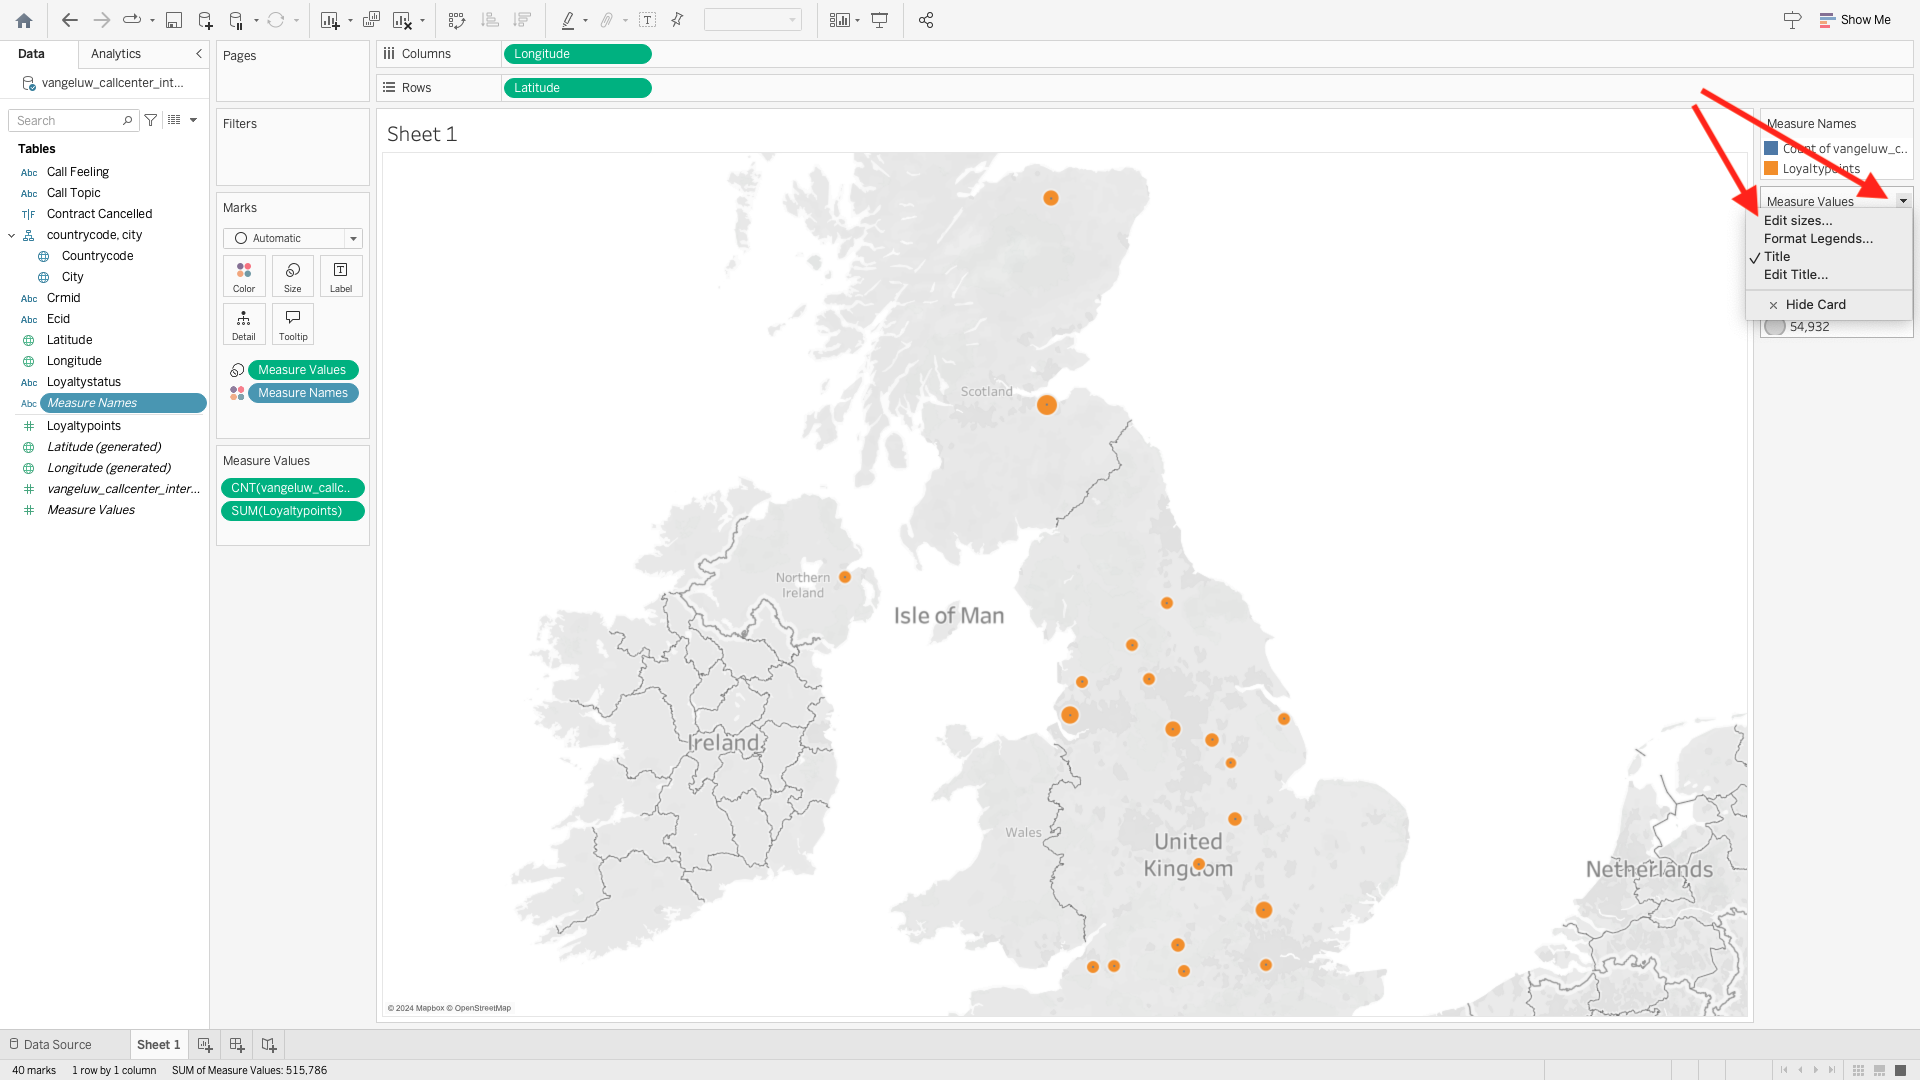 Show Me
Data
Analytics
vangeluw_callcenter_int...
Search
Tables
Abc Call Feeling
Abc Call Topic
T|F Contract Cancelled
countrycode, city
Countrycode
City
Abc Crmid
Abc Ecid
Latitude
Longitude
Abc Loyaltystatus
Abc Measure Names
Loyaltypoints
Latitude (generated)
Longitude (generated)
vangeluw_callcenter_inter...
Measure Values
Pages
Filters
Marks
Automatic
Color
Size
Label
Detail
Tooltip
Measure Values
Measure Names
Measure Values
CNT(vangeluw_callc..
SUM(Loyaltypoints)
Columns
Longitude
Rows
Latitude
Sheet 1
Scotland
Northern
Ireland
Isle of Man
Ireland
Wales
United
Kingdom
Netherlands
© 2024 Mapbox © OpenStreetMap
Measure Names
Count of vangeluw_c..
Loyaltypoints
Measure Values
Edit sizes...
Format Legends...
Title
Edit Title...
Hide Card
54,932
Data Source
Sheet 1
40 marks
1 row by 1 column
SUM of Measure Values: 515,786